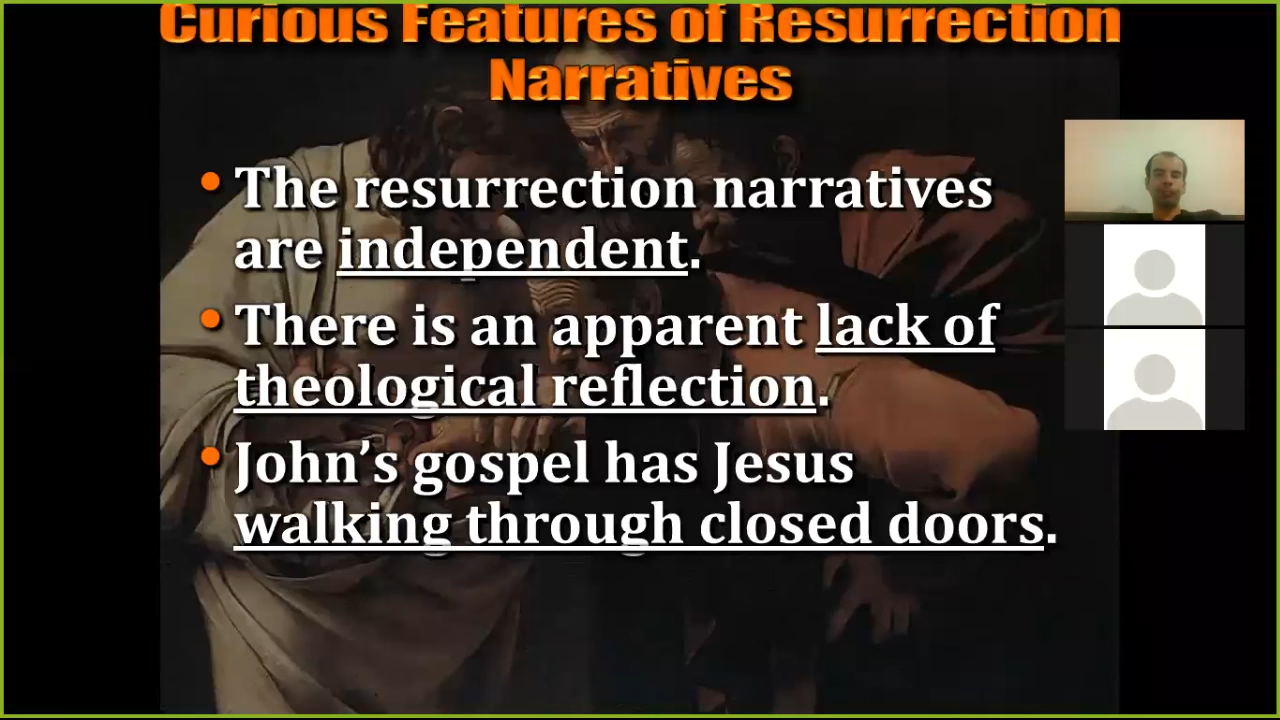 Curious Features of Resurrection
Narratives
• The resurrection narratives
are independent.
• There is an apparent lack of
theological reflection.
• John’s gospel has Jesus
walking through closed doors.